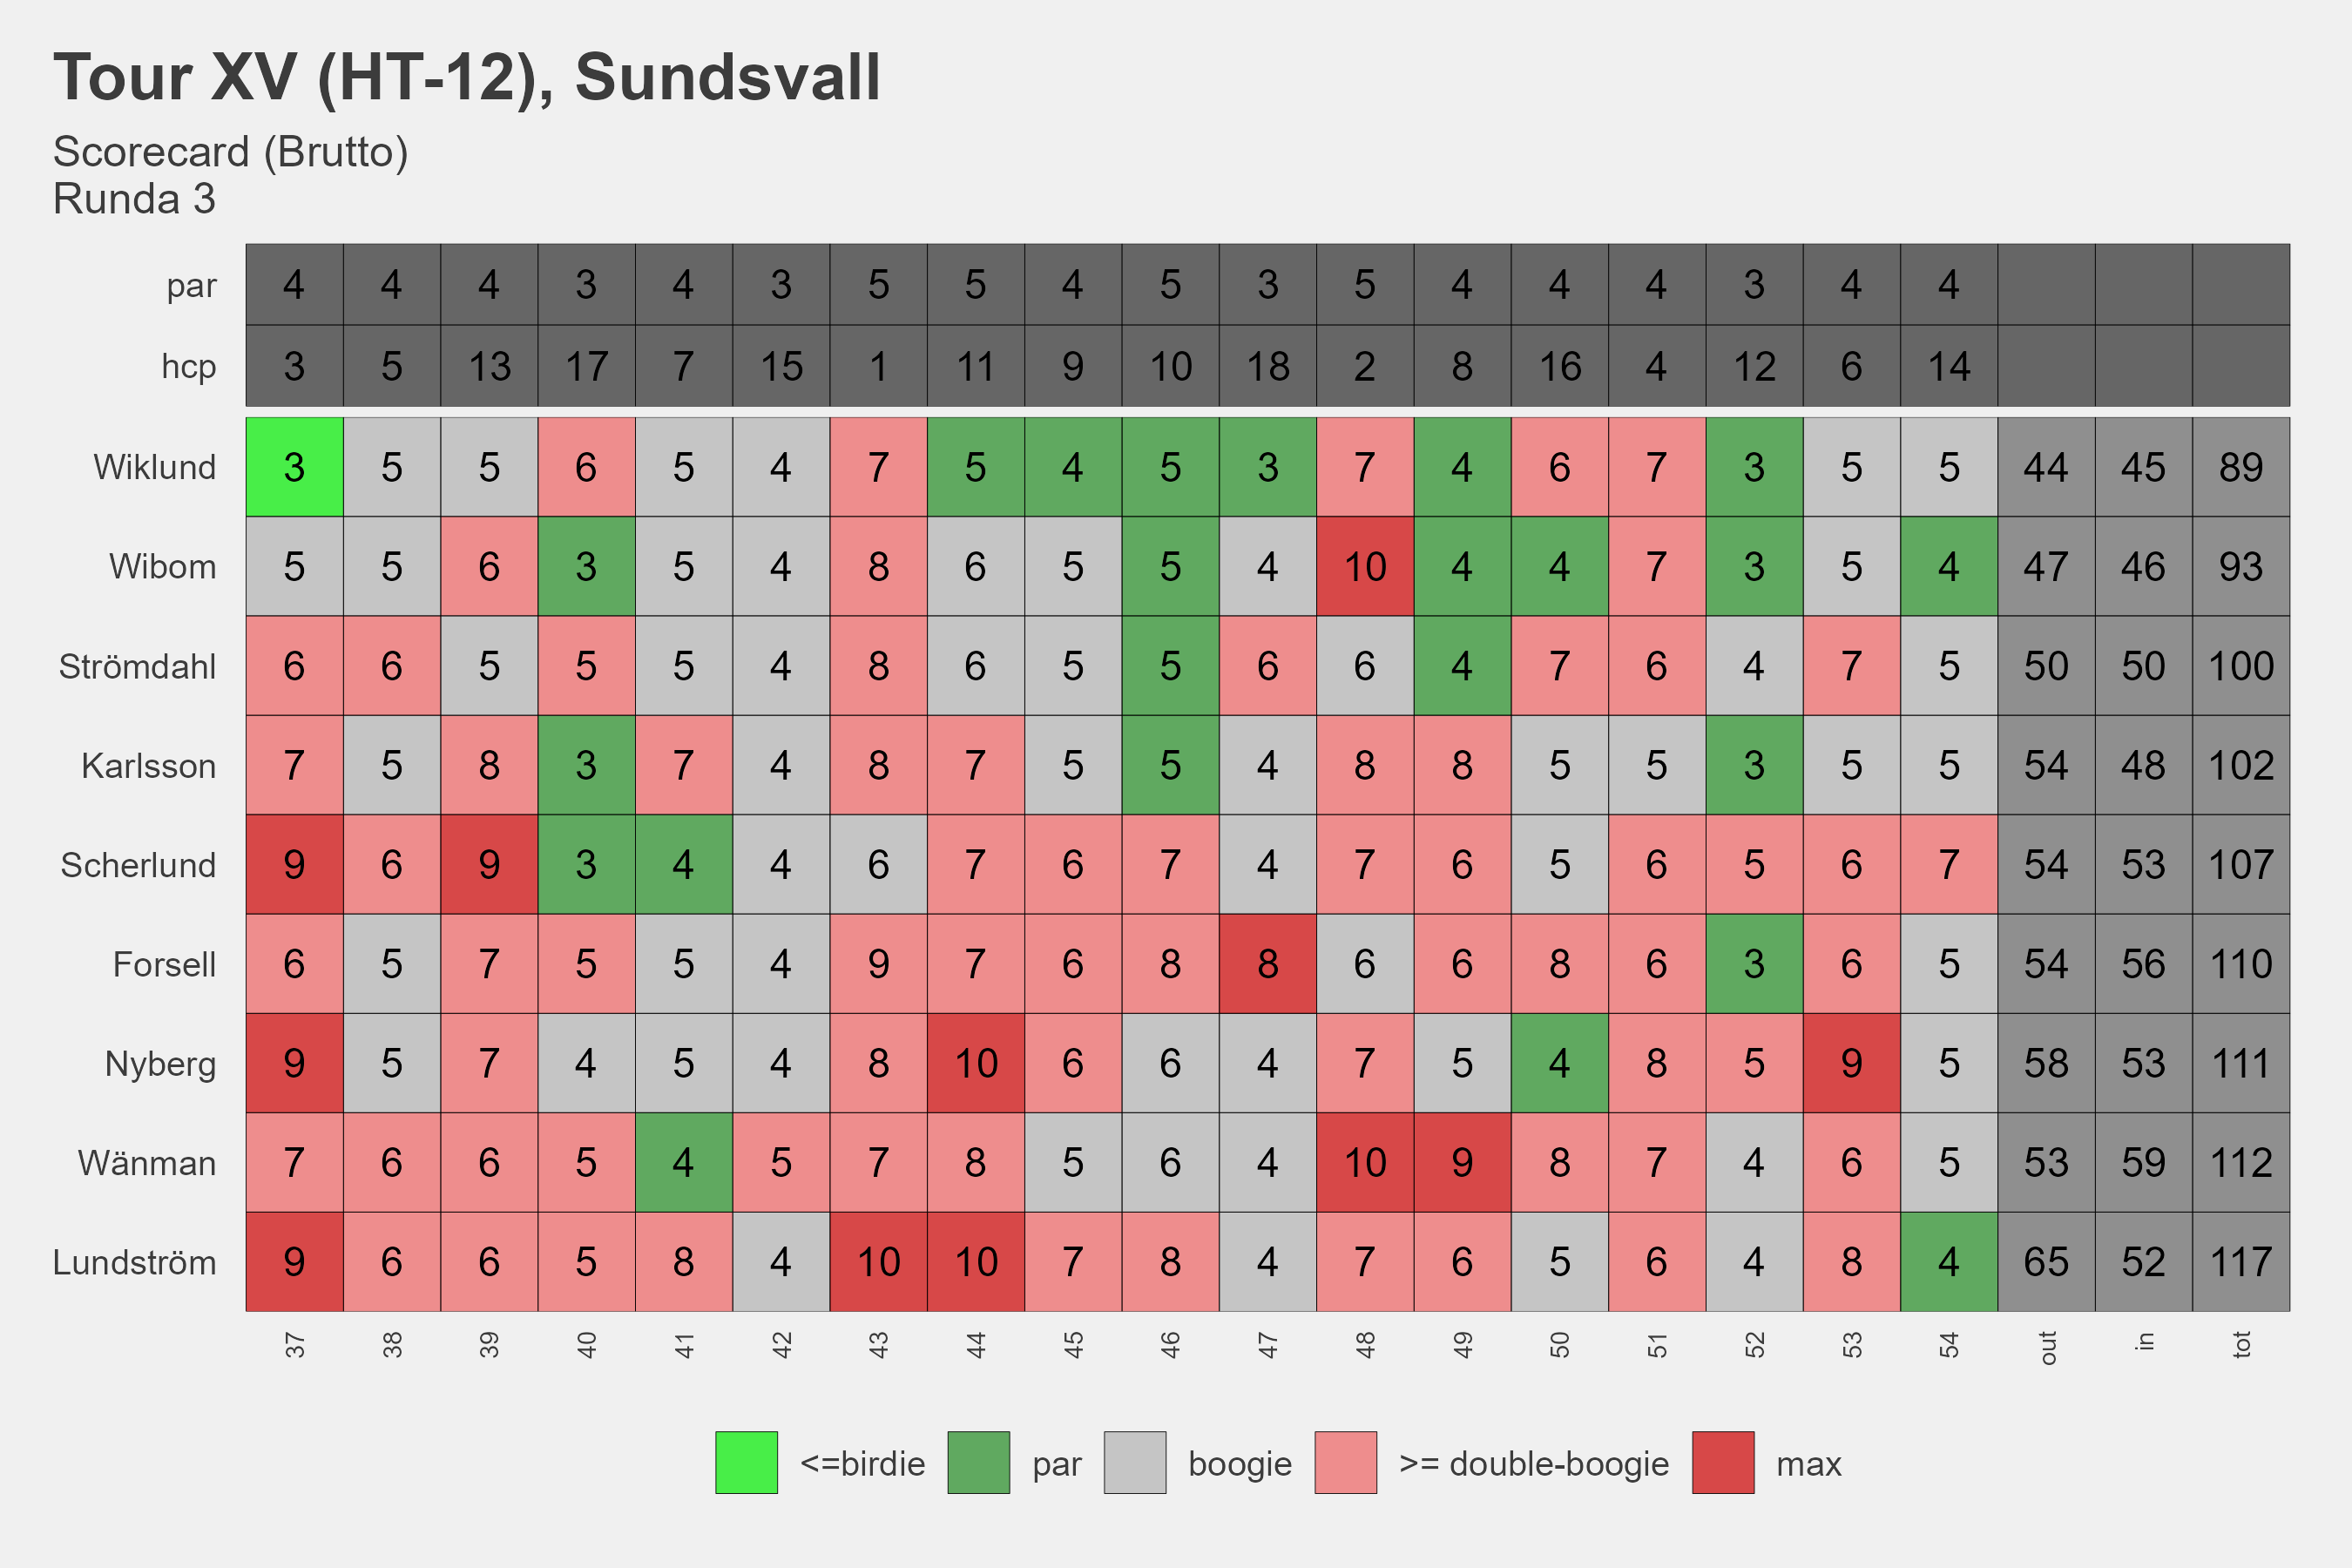 Tour XV (HT-12), Sundsvall
Scorecard (Brutto)
Runda 3
par 4 4 4 3 4 3 5 5 4 5 3 5 4 4 4 3 4 4
hcp 3 5 13 17 7 15 1 11 9 10 18 2 8 16 4 12 6 14
Wiklund 3 5 5 6 5 4 7 5 4 5 3 7 4 6 7 3 5 5 44 45 89
Wibom 5 5 6 3 5 4 8 6 5 5 4 10 4 4 7 3 5 4 47 46 93
Strömdahl 6 6 5 5 5 4 8 6 5 5 6 6 4 7 6 4 7 5 50 50 100
Karlsson 7 5 8 3 7 4 8 7 5 5 4 8 8 5 5 3 5 5 54 48 102
Scherlund 9 6 9 3 4 4 6 7 6 7 4 7 6 5 6 5 6 7 54 53 107
Forsell 6 5 7 5 5 4 9 7 6 8 8 6 6 8 6 3 6 5 54 56 110
Nyberg 9 5 7 4 5 4 8 10 6 6 4 7 5 4 8 5 9 5 58 53 111
Wänman 7 6 6 5 4 5 7 8 5 6 4 10 9 8 7 4 6 5 53 59 112
Lundström 9 6 6 5 8 4 10 10 7 8 4 7 6 5 6 4 8 4 65 52 117
37 38 39 40 41 42 43 44 45 46 47 48 49 50 51 52 53 54 out in tot
<=birdie par boogie >= double-boogie max